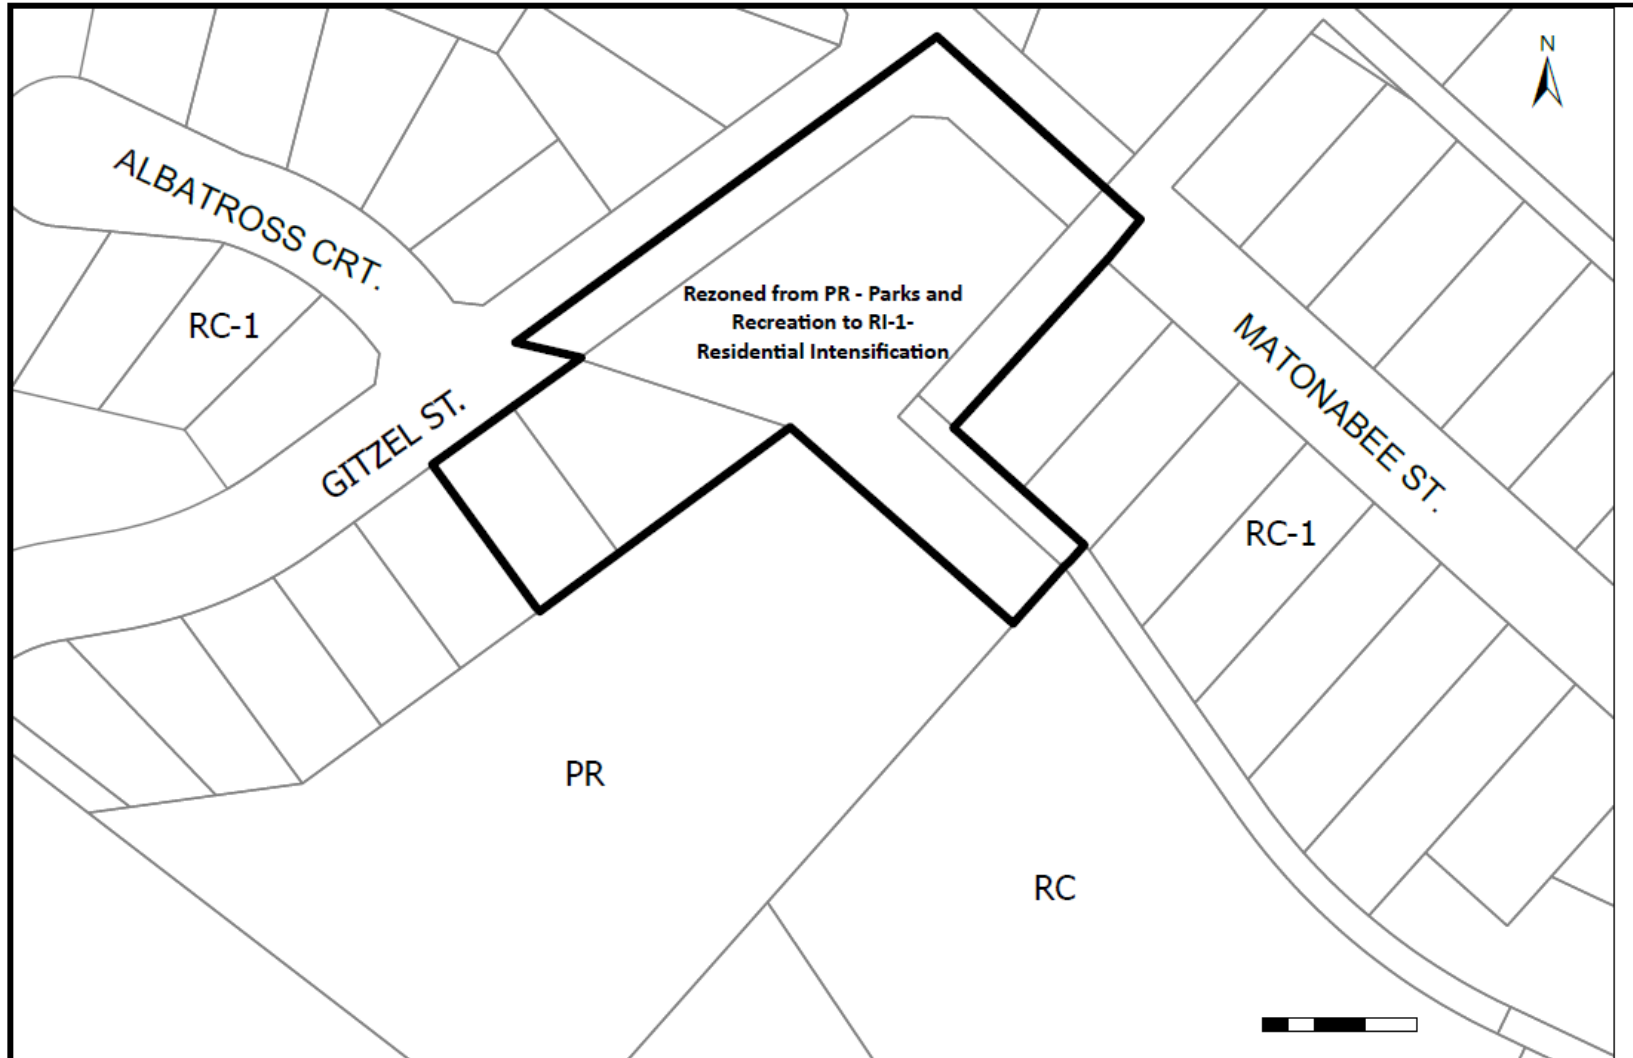 N
ALBATROSS CRT.
RC-1
Rezoned from PR - Parks and
Recreation to RI-1-
Residential Intensification
MATONABEE ST.
GITZEL ST.
RC-1
PR
RC